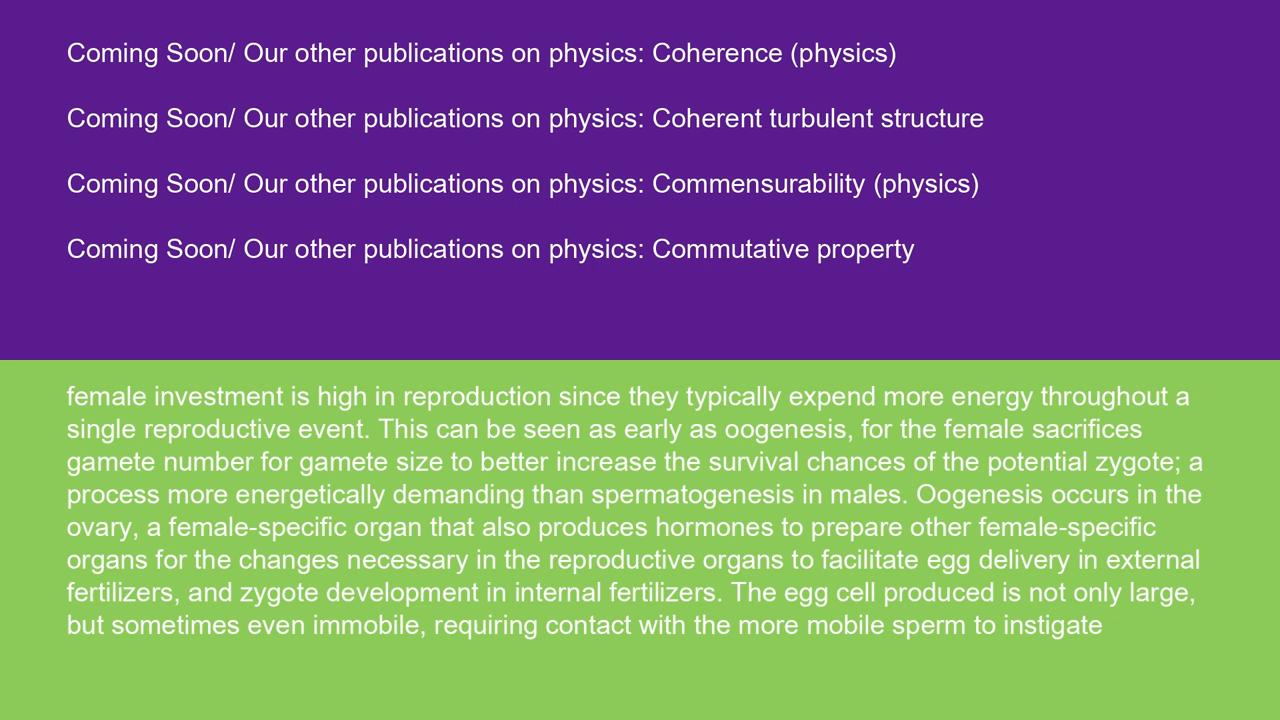 Coming Soon/ Our other publications on physics: Coherence (physics)
Coming Soon/ Our other publications on physics: Coherent turbulent structure
Coming Soon/ Our other publications on physics: Commensurability (physics)
Coming Soon/ Our other publications on physics: Commutative property
female investment is high in reproduction since they typically expend more energy throughout a
single reproductive event. This can be seen as early as oogenesis, for the female sacrifices
gamete number for gamete size to better increase the survival chances of the potential zygote; a
process more energetically demanding than spermatogenesis in males. Oogenesis occurs in the
ovary, a female-specific organ that also produces hormones to prepare other female-specific
organs for the changes necessary in the reproductive organs to facilitate egg delivery in external
fertilizers, and zygote development in internal fertilizers. The egg cell produced is not only large,
but sometimes even immobile, requiring contact with the more mobile sperm to instigate